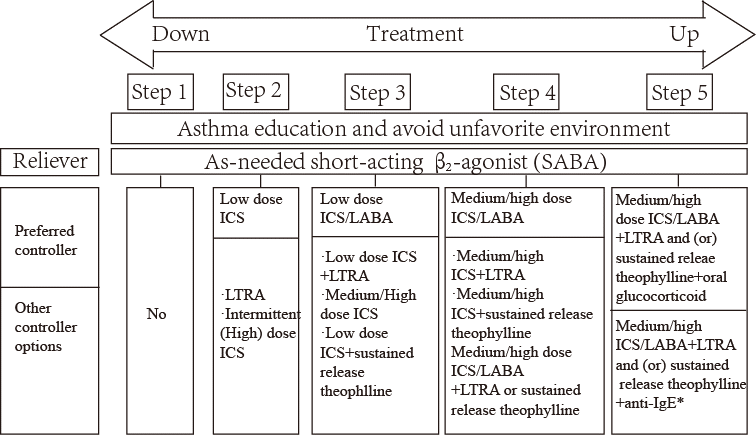 Down Treatment Up
Step 1 Step 2 Step 3 Step 4 Step 5
Asthma education and avoid unfavorite environment
Reliever
As-needed short-acting β₂-agonist (SABA)
Preferred
controller
Other
controller
options
No
Low dose
ICS
·LTRA
·Intermittent
(High) dose
ICS
Low dose
ICS/LABA
·Low dose ICS
+LTRA
·Medium/High
dose ICS
·Low dose
ICS+sustained
release
theophlline
Medium/high dose
ICS/LABA
·Medium/high
ICS+LTRA
·Medium/high
ICS+sustained release
theophylline
Medium/high dose
ICS/LABA
+LTRA or sustained
release theophylline
Medium/high
dose ICS/LABA
+LTRA and (or)
sustained releae
theophylline+oral
glucocorticoid
Medium/high
ICS/LABA+LTRA
and (or) sustained
release theophylline
+anti-IgE*